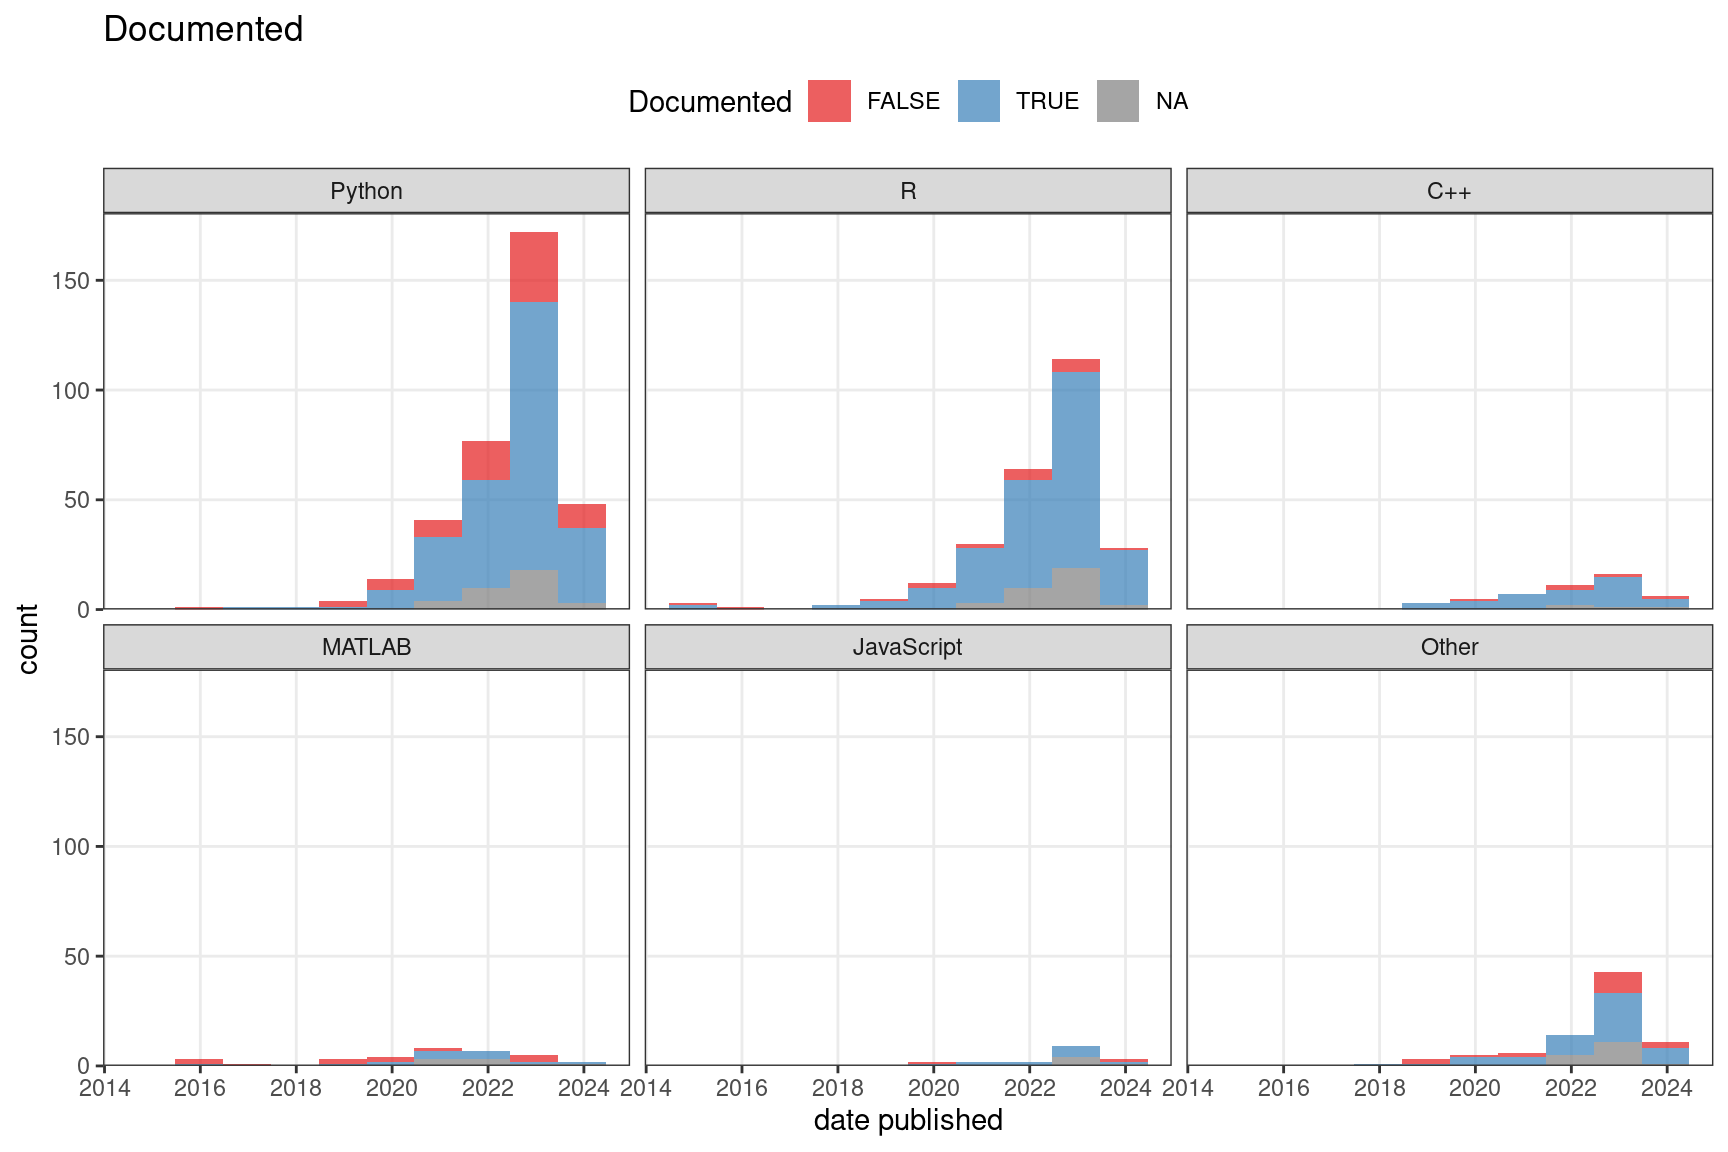 Documented
Documented FALSE TRUE NA
Python R C++
150
100
50
0
count
MATLAB JavaScript Other
150
100
50
0
2014 2016 2018 2020 2022 2024 2014 2016 2018 2020 2022 2024 2014 2016 2018 2020 2022 2024
date published